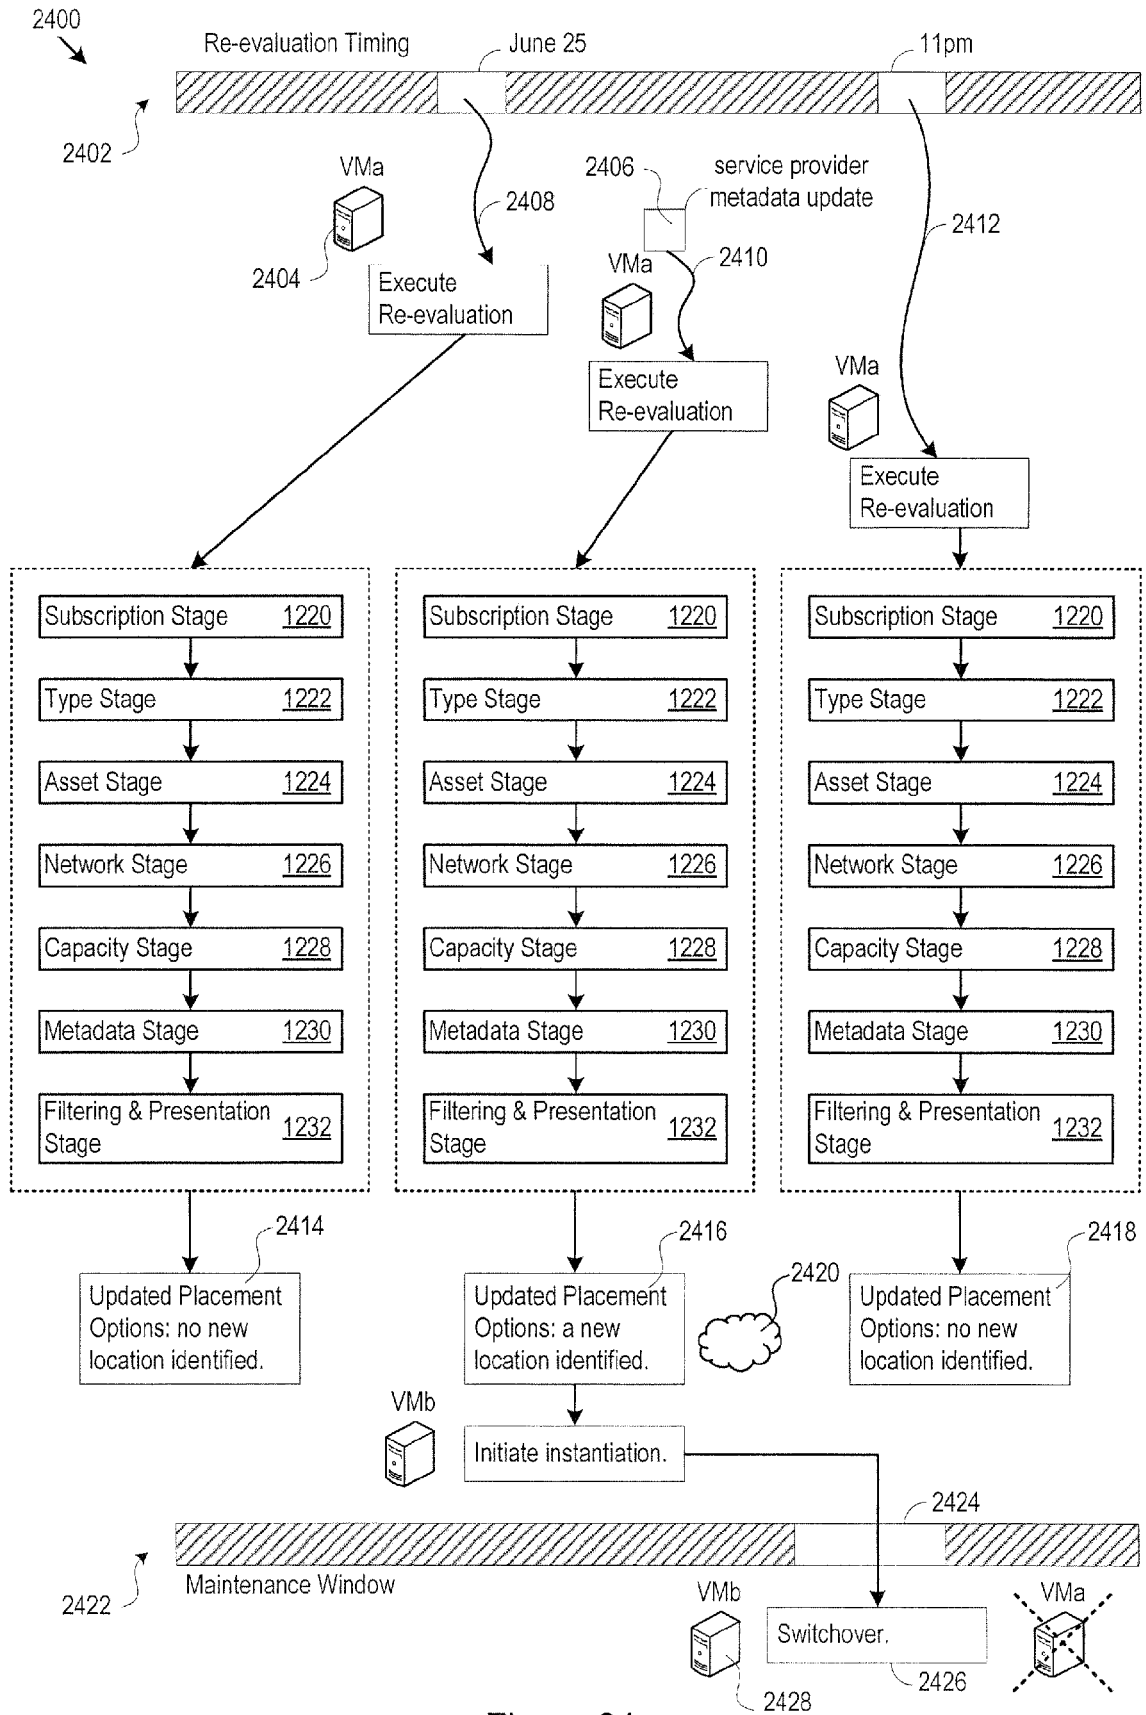 2400
Re-evaluation Timing
June 25
11pm
2402
VMa
2408
2406
service provider
metadata update
2412
2404
Execute
Re-evaluation
VMa
2410
Execute
Re-evaluation
VMa
Execute
Re-evaluation
Subscription Stage 1220
Type Stage 1222
Asset Stage 1224
Network Stage 1226
Capacity Stage 1228
Metadata Stage 1230
Filtering & Presentation
Stage 1232
Subscription Stage 1220
Type Stage 1222
Asset Stage 1224
Network Stage 1226
Capacity Stage 1228
Metadata Stage 1230
Filtering & Presentation
Stage 1232
Subscription Stage 1220
Type Stage 1222
Asset Stage 1224
Network Stage 1226
Capacity Stage 1228
Metadata Stage 1230
Filtering & Presentation
Stage 1232
2414
Updated Placement
Options: no new
location identified.
2416
Updated Placement
Options: a new
location identified.
2420
2418
Updated Placement
Options: no new
location identified.
VMb
Initiate instantiation.
2424
2422
Maintenance Window
VMb
Switchover.
VMa
2428
2426